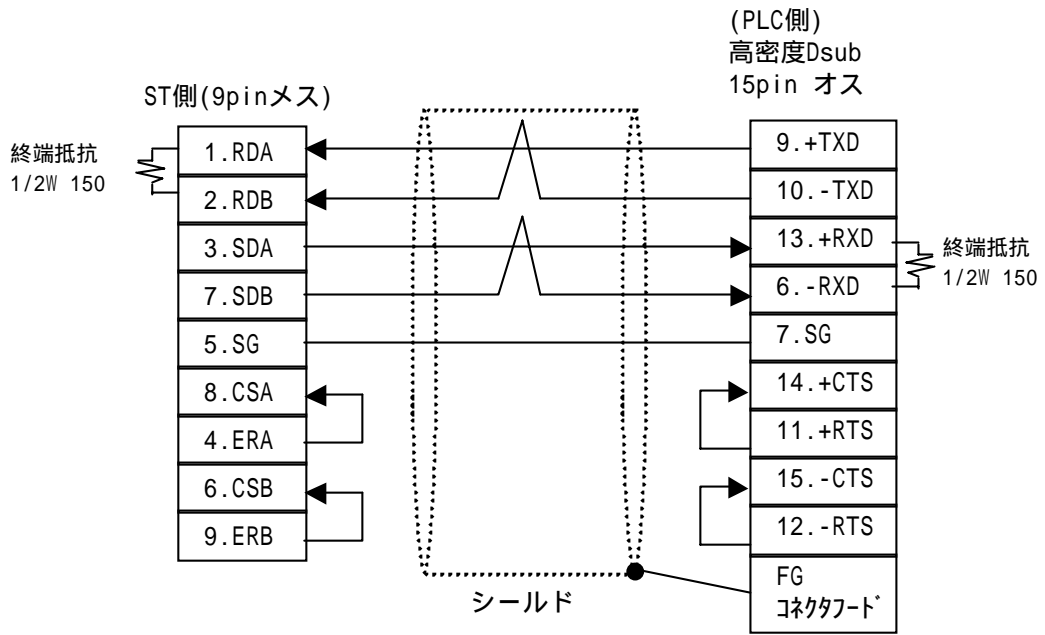 (PLC側)
高密度Dsub
15pin オス
ST側(9pinメス)
終端抵抗
1/2W 150
1.RDA
2.RDB
3.SDA
7.SDB
5.SG
8.CSA
4.ERA
6.CSB
9.ERB
9.+TXD
10.-TXD
13.+RXD
6.-RXD
7.SG
14.+CTS
11.+RTS
15.-CTS
12.-RTS
FG
コネクタフード
終端抵抗
1/2W 150
シールド